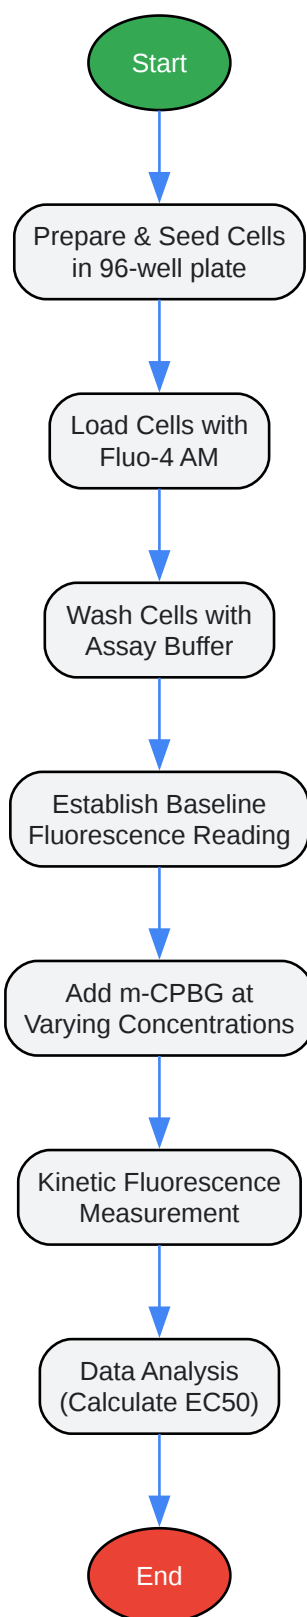 Start
Prepare & Seed Cells
in 96-well plate
Load Cells with
Fluo-4 AM
Wash Cells with
Assay Buffer
Establish Baseline
Fluorescence Reading
Add m-CPBG at
Varying Concentrations
Kinetic Fluorescence
Measurement
Data Analysis
(Calculate EC50)
End